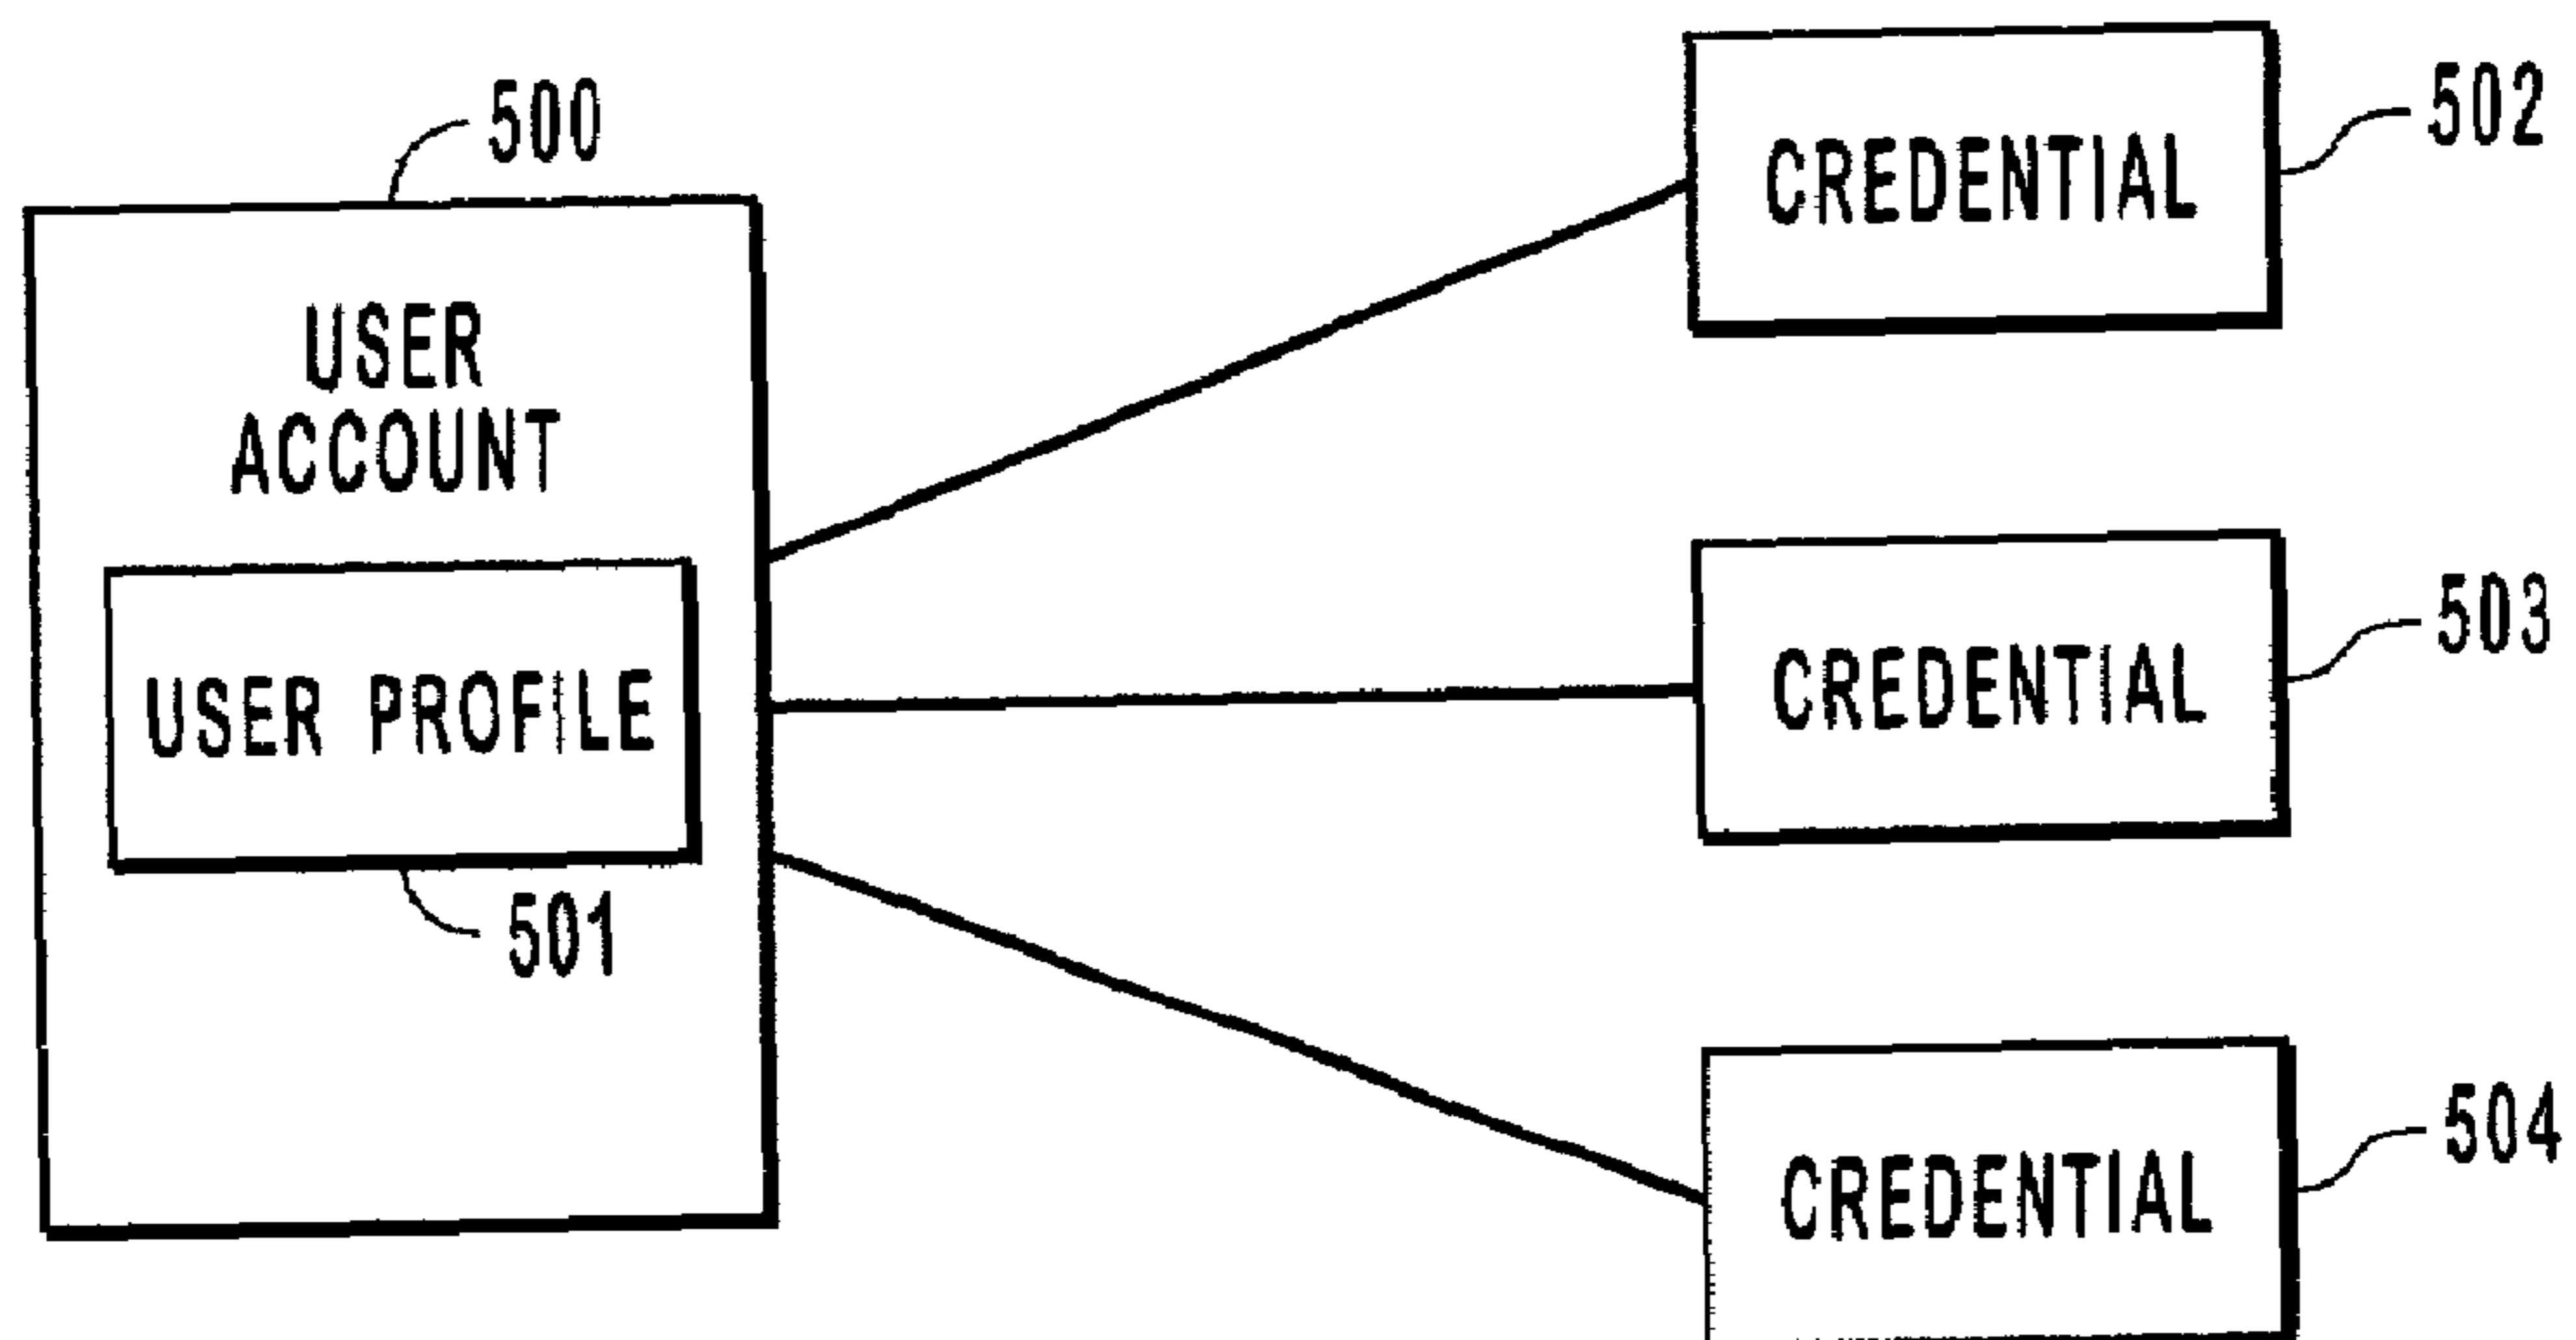 500
USER
ACCOUNT
USER PROFILE
501
CREDENTIAL
502
CREDENTIAL
503
CREDENTIAL
504